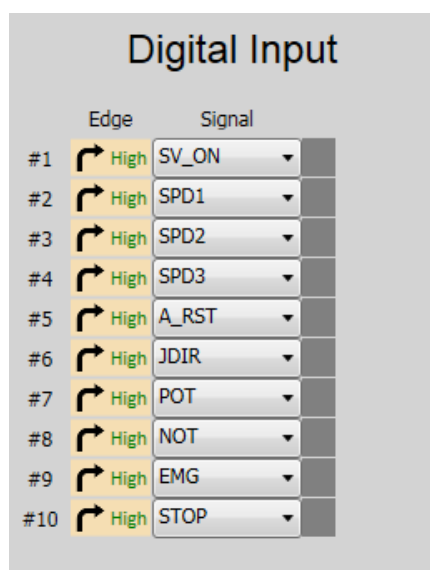 Digital Input
Edge Signal
#1 High SV_ON
#2 High SPD1
#3 High SPD2
#4 High SPD3
#5 High A_RST
#6 High JDIR
#7 High POT
#8 High NOT
#9 High EMG
#10 High STOP